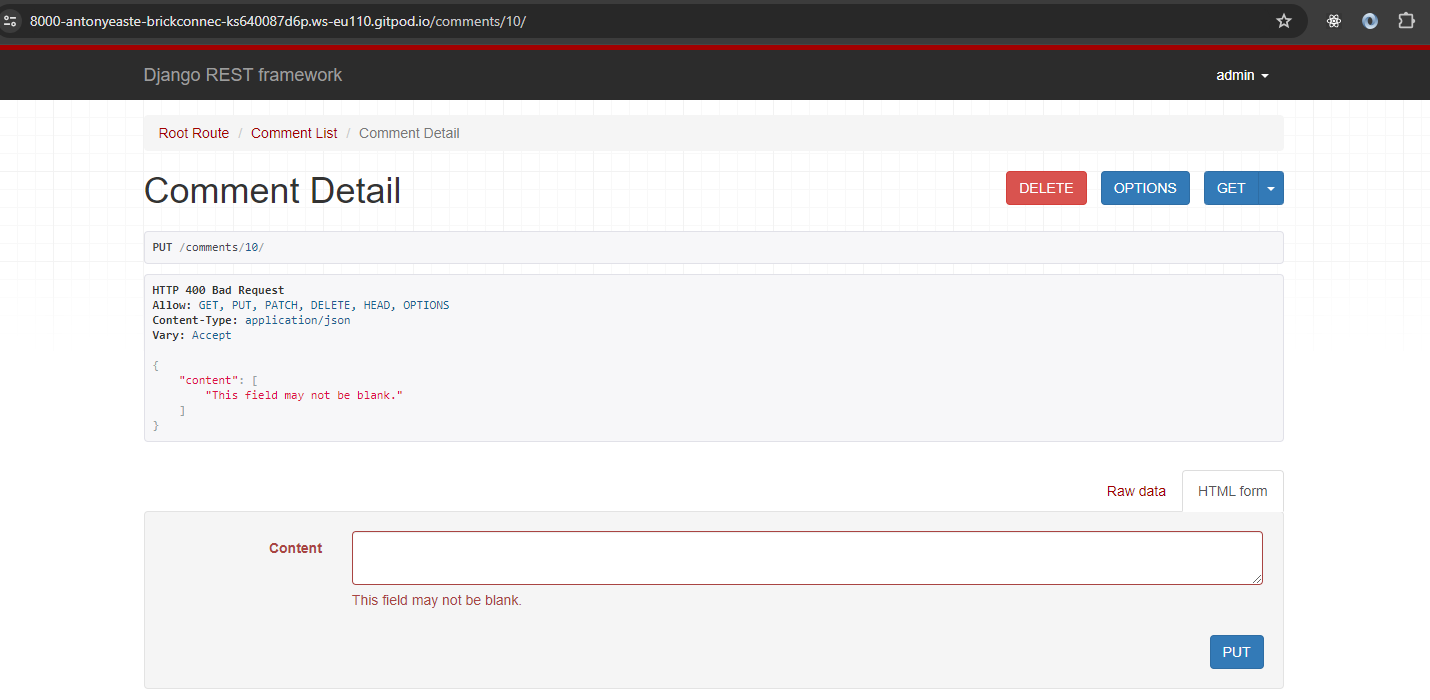 8000-antonyeaste-brickconnec-ks640087d6p.ws-eu110.gitpod.io/comments/10/
Django REST framework
admin
Root Route / Comment List / Comment Detail
Comment Detail
DELETE
OPTIONS
GET
PUT /comments/10/
HTTP 400 Bad Request
Allow: GET, PUT, PATCH, DELETE, HEAD, OPTIONS
Content-Type: application/json
Vary: Accept
{
"content": [
"This field may not be blank."
]
}
Raw data
HTML form
Content
This field may not be blank.
PUT